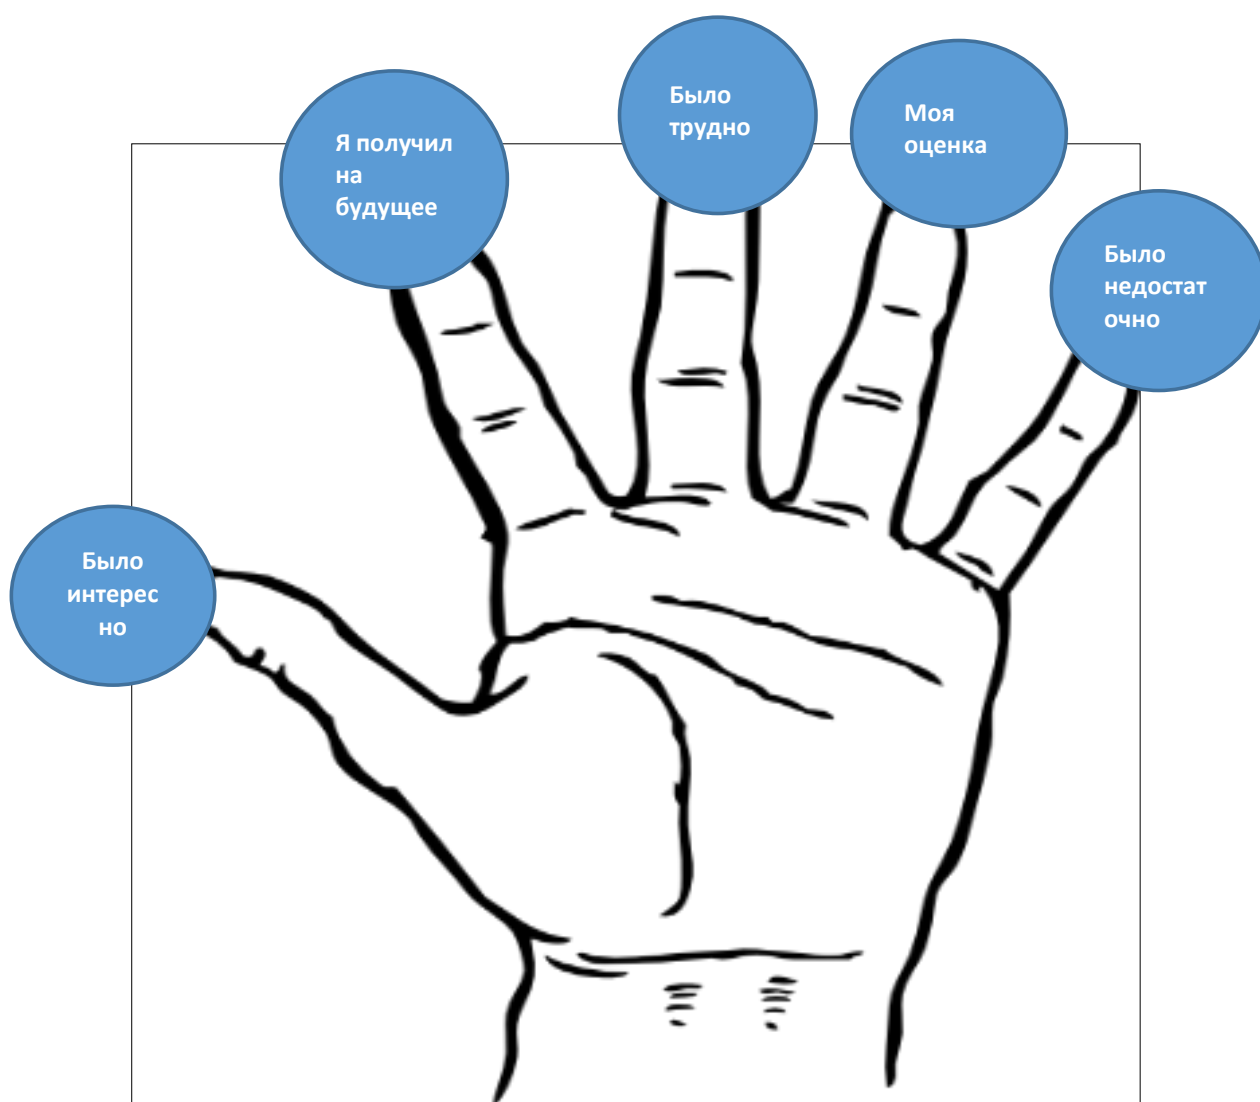 Было
интерес
но
Я получил
на
будущее
Было
трудно
Моя
оценка
Было
недостат
очно